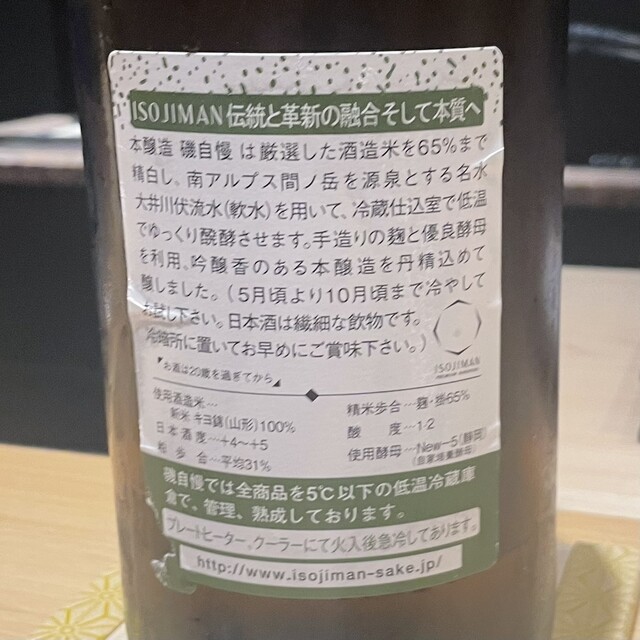 ISOJIMAN 伝統と革新の融合そして本質へ
本醸造 磯自慢 は厳選した酒造米を65%まで
精白し、南アルプス間ノ岳を源泉とする名水
大井川伏流水(軟水)を用いて、冷蔵仕込室で低温
でゆっくり醗酵させます。手造りの麹と優良酵母
を利用、吟醸香のある本醸造を丹精込めて
醸しました。(5月頃より10月頃まで冷やして
お試し下さい。日本酒は繊細な飲物です。
冷暗所に置いてお早めにご賞味下さい。)
ISOJIMAN
お酒は20歳を過ぎてから
使用酒造米…
新米 キヨ錦(山形)100%
日本酒度…+4~+5
粕歩合…平均31%
精米歩合…麹・掛65%
酸度…1・2
使用酵母…New-5(静岡)
(自家培養酵母)
磯自慢では全商品を5℃以下の低温冷蔵庫
倉で、管理、熟成しております。
プレートヒーター、クーラーにて火入後急冷してあります。
http://www.isojiman-sake.jp/